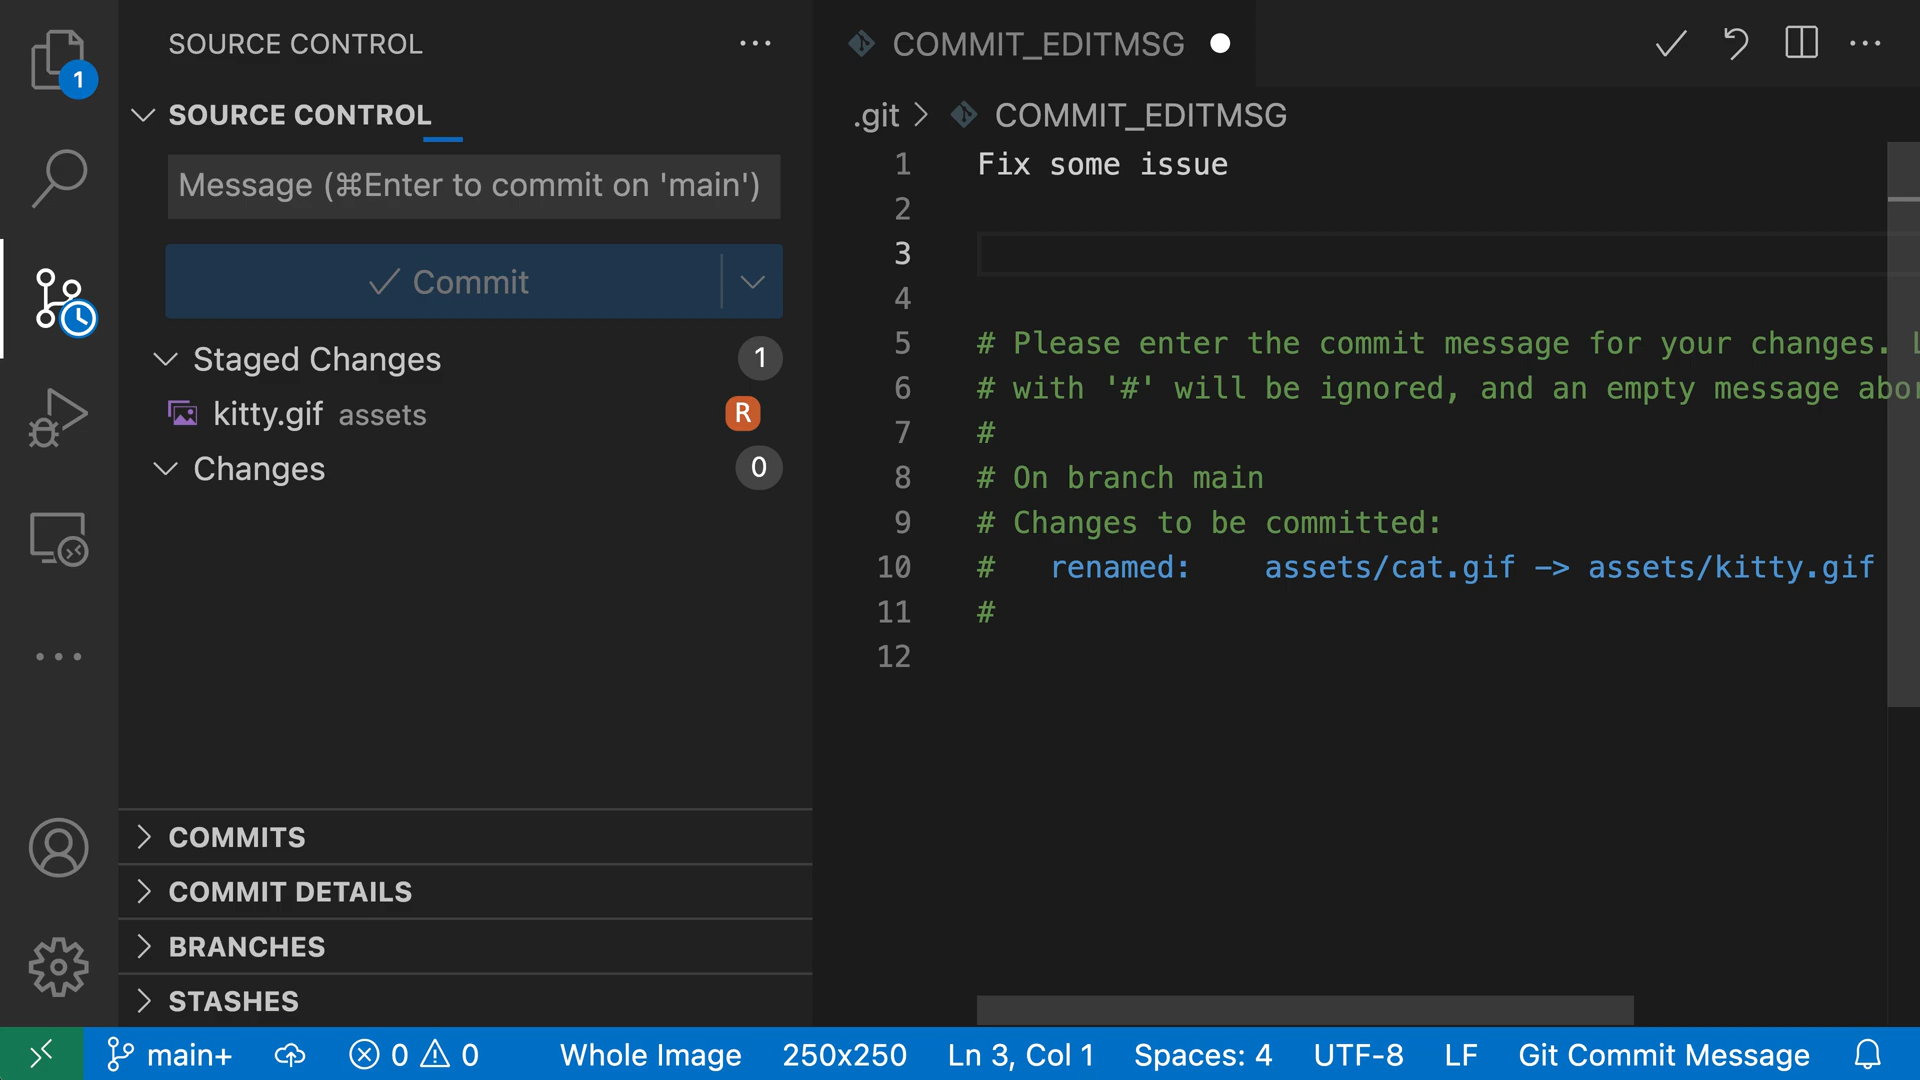 1
SOURCE CONTROL
SOURCE CONTROL
Message (⌘Enter to commit on 'main')
Commit
Staged Changes 1
kitty.gif assets R
Changes 0
COMMITS
COMMIT DETAILS
BRANCHES
STASHES
COMMIT_EDITMSG
.git > COMMIT_EDITMSG
1 Fix some issue
2
3
4
5 # Please enter the commit message for your changes.
6 # with '#' will be ignored, and an empty message
7 #
8 # On branch main
9 # Changes to be committed:
10 # renamed: assets/cat.gif -> assets/kitty.gif
11 #
12
main+ 0 0 Whole Image 250x250 Ln 3, Col 1 Spaces: 4 UTF-8 LF Git Commit Message